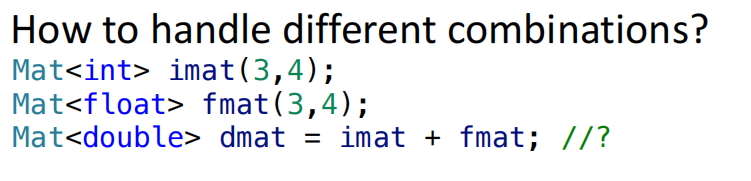 How to handle different combinations?
Mat<int> imat(3,4);
Mat<float> fmat(3,4);
Mat<double> dmat = imat + fmat; //?